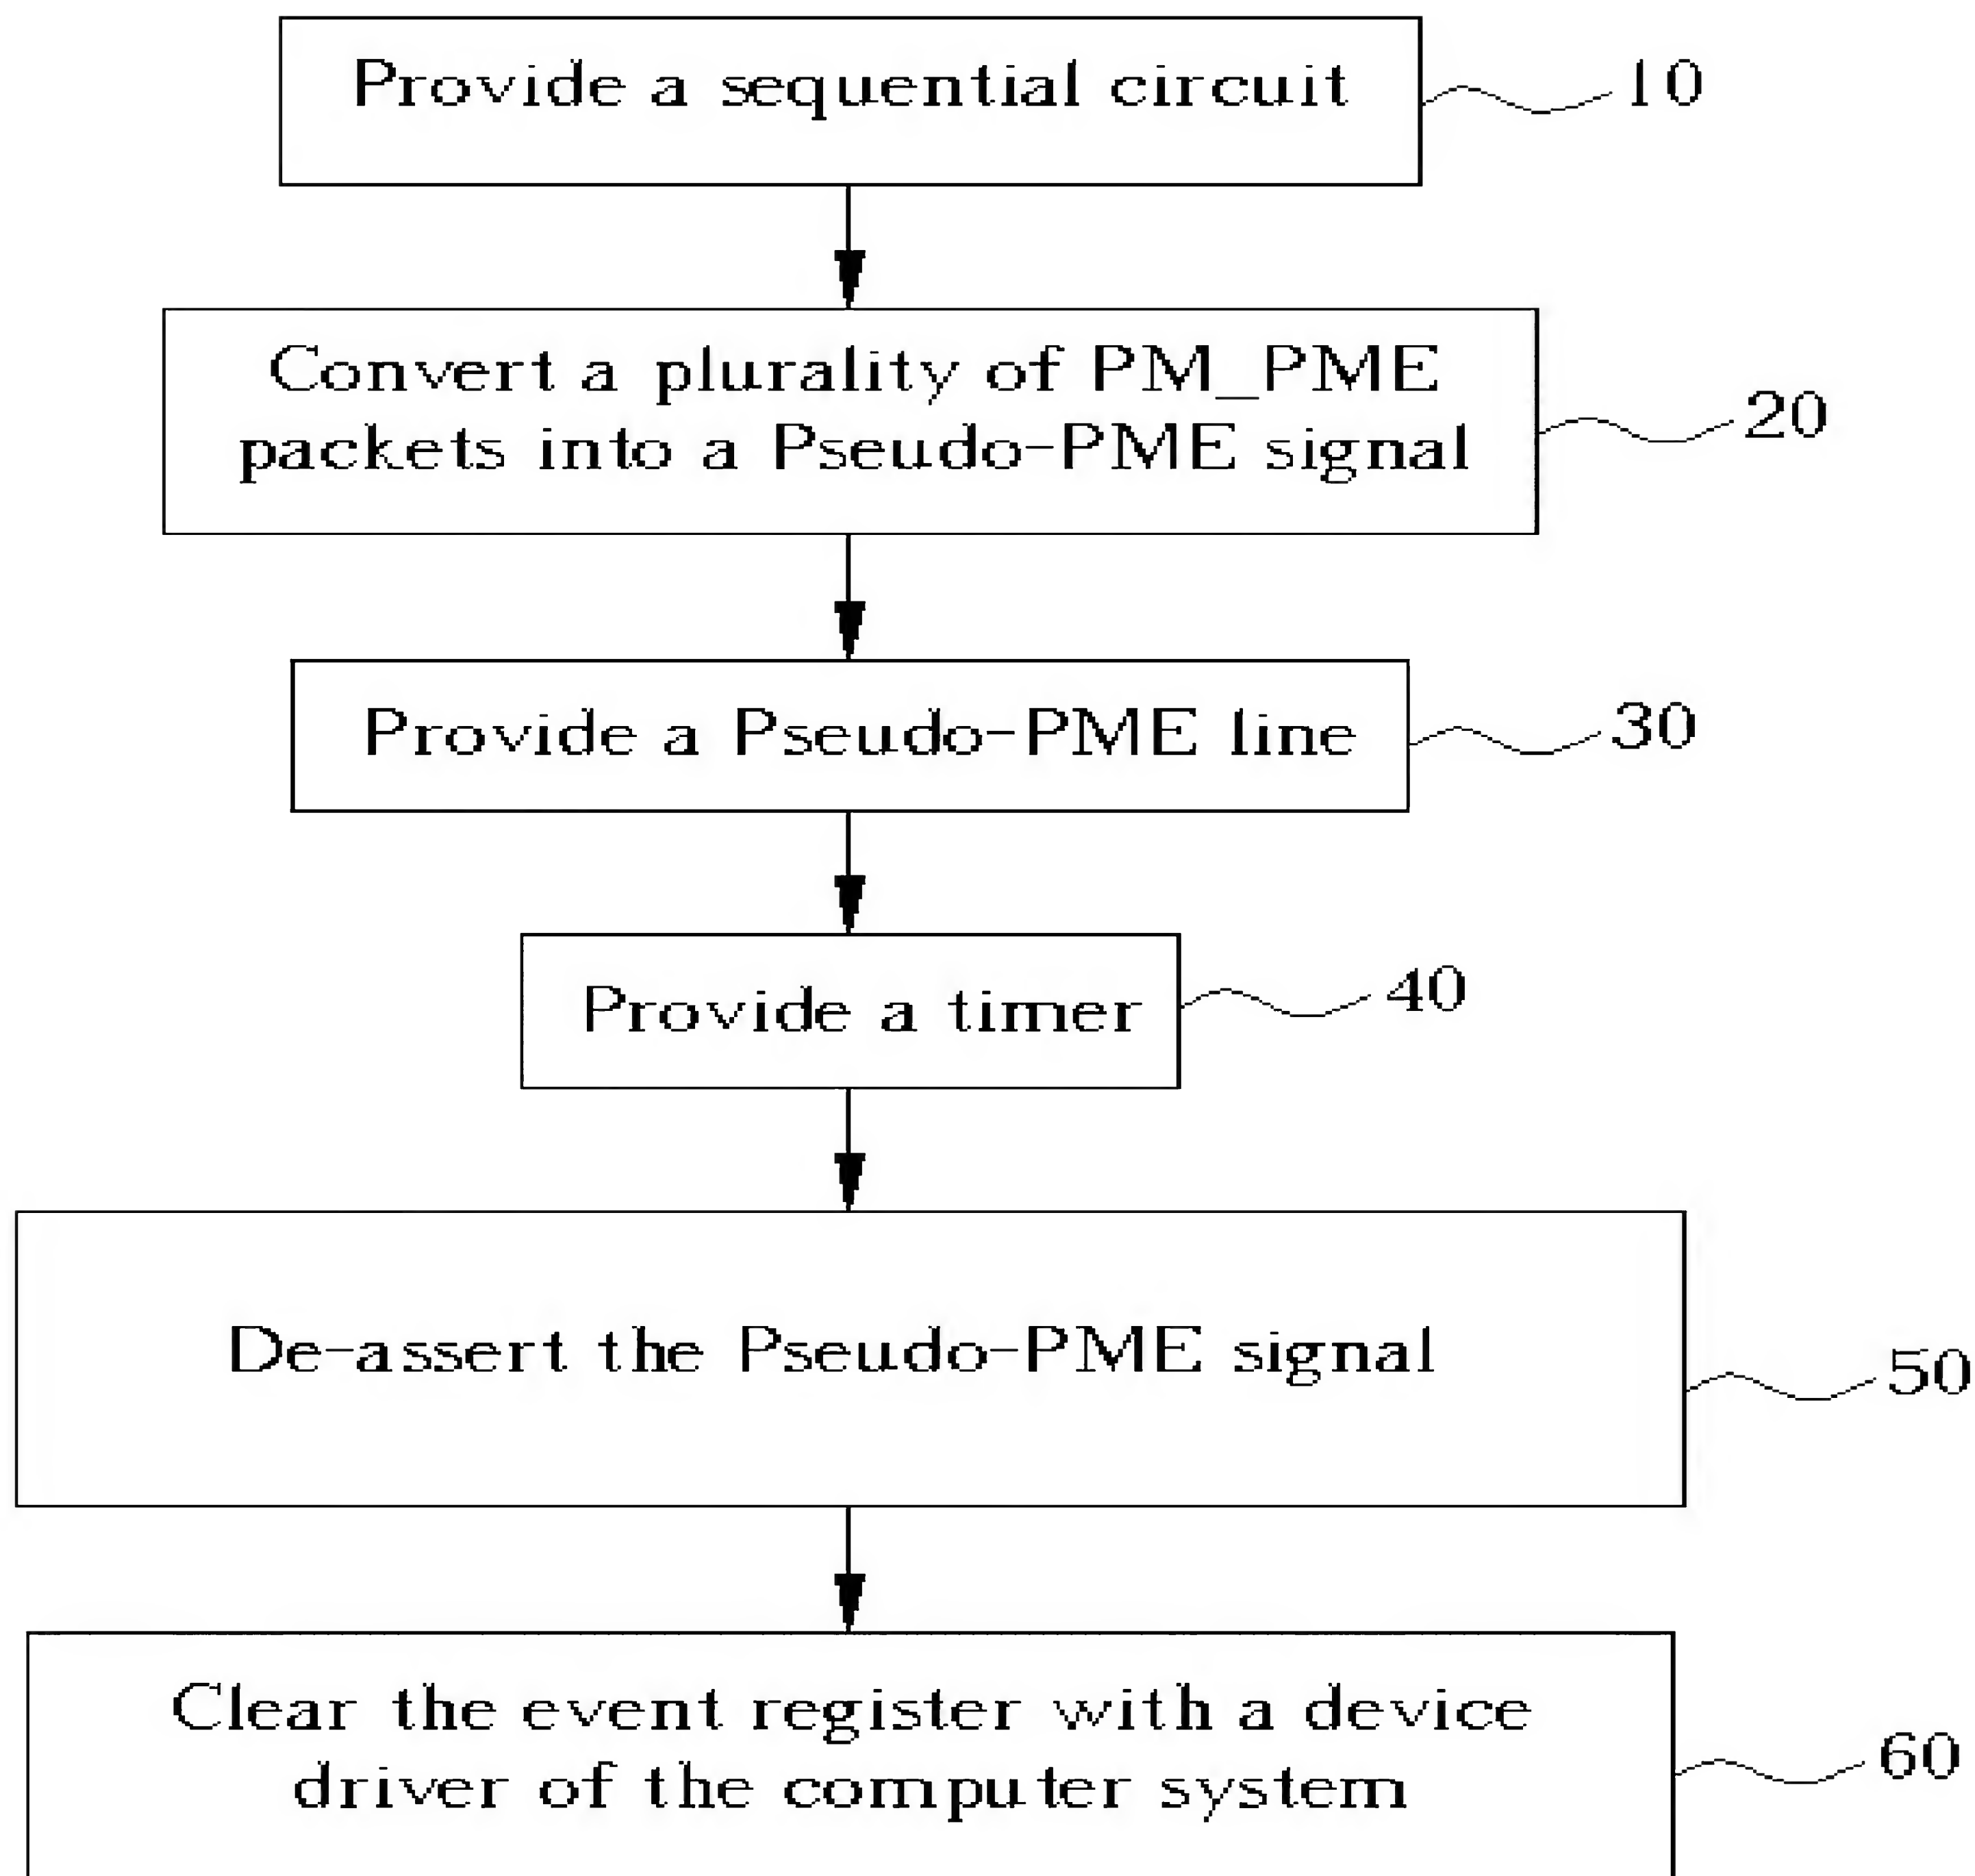 Provide a sequential circuit
10
Convert a plurality of PM_PME
packets into a Pseudo-PME signal
20
Provide a Pseudo-PME line
30
Provide a timer
40
De-assert the Pseudo-PME signal
50
Clear the event register with a device
driver of the computer system
60